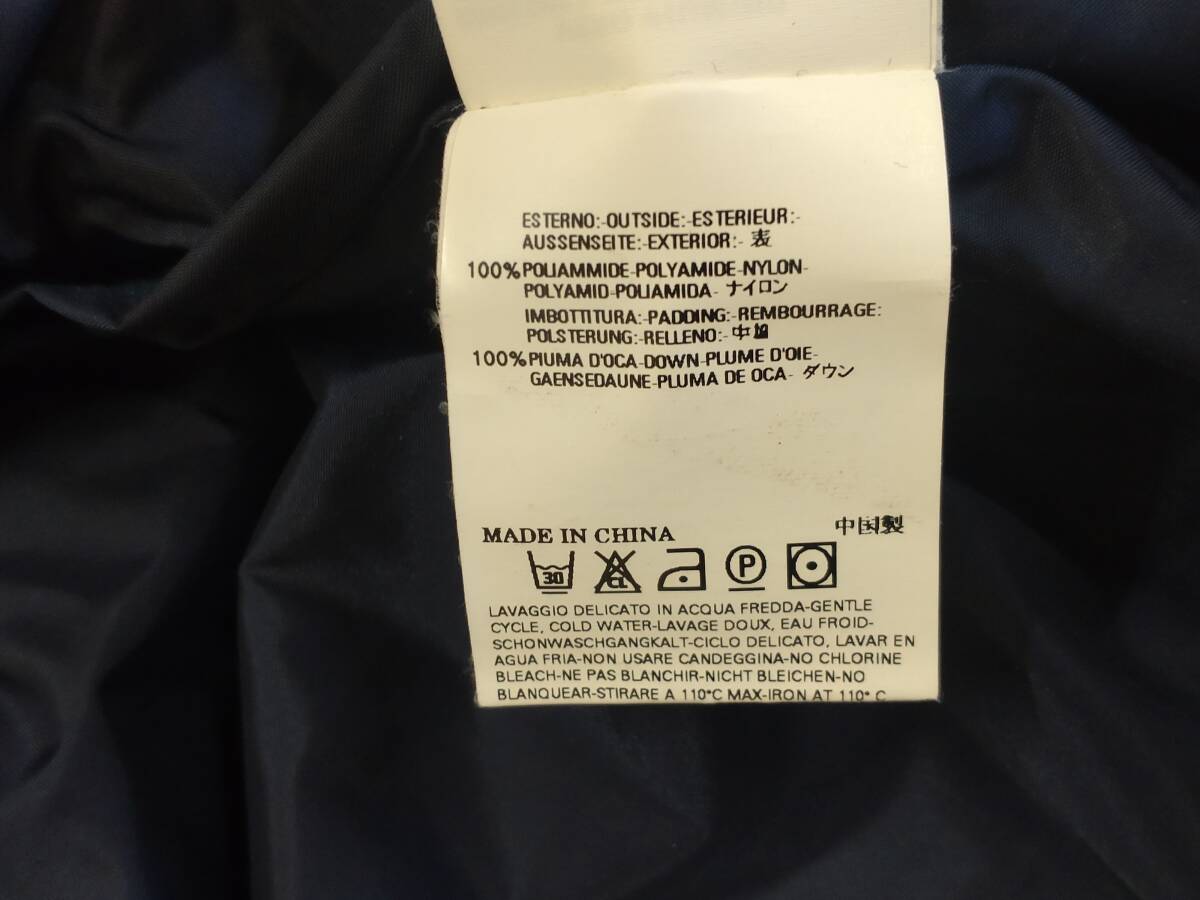 ESTERNO:-OUTSIDE:-ESTERIEUR:-
AUSSENSEITE:-EXTERIOR:- 表
100% POLIAMMIDE-POLYAMIDE-NYLON-
POLYAMID-POLIAMIDA- ナイロン
IMBOTTITURA:-PADDING:-REMBOURRAGE:
POLSTERUNG:-RELLENO:- 中綿
100% PIUMA D'OCA-DOWN-PLUME D'OIE-
GAENSEDAUNE-PLUMA DE OCA- ダウン
MADE IN CHINA 中国製
30 CL P
LAVAGGIO DELICATO IN ACQUA FREDDA-GENTLE
CYCLE, COLD WATER-LAVAGE DOUX, EAU FROID-
SCHONWASCHGANGKALT-CICLO DELICATO, LAVAR EN
AGUA FRIA-NON USARE CANDEGGINA-NO CHLORINE
BLEACH-NE PAS BLANCHIR-NICHT BLEICHEN-NO
BLANQUEAR-STIRARE A 110°C MAX-IRON AT 110° C